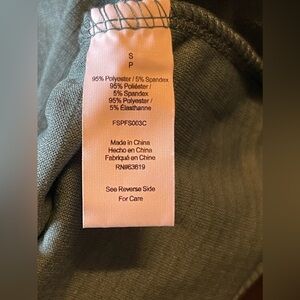 S
P
95% Polyester / 5% Spandex
95% Poliéster /
5% Spandex
95% Polyester /
5% Élasthanne
FSPFS003C
Made in China
Hecho en China
Fabriqué en Chine
RN#63619
See Reverse Side
For Care